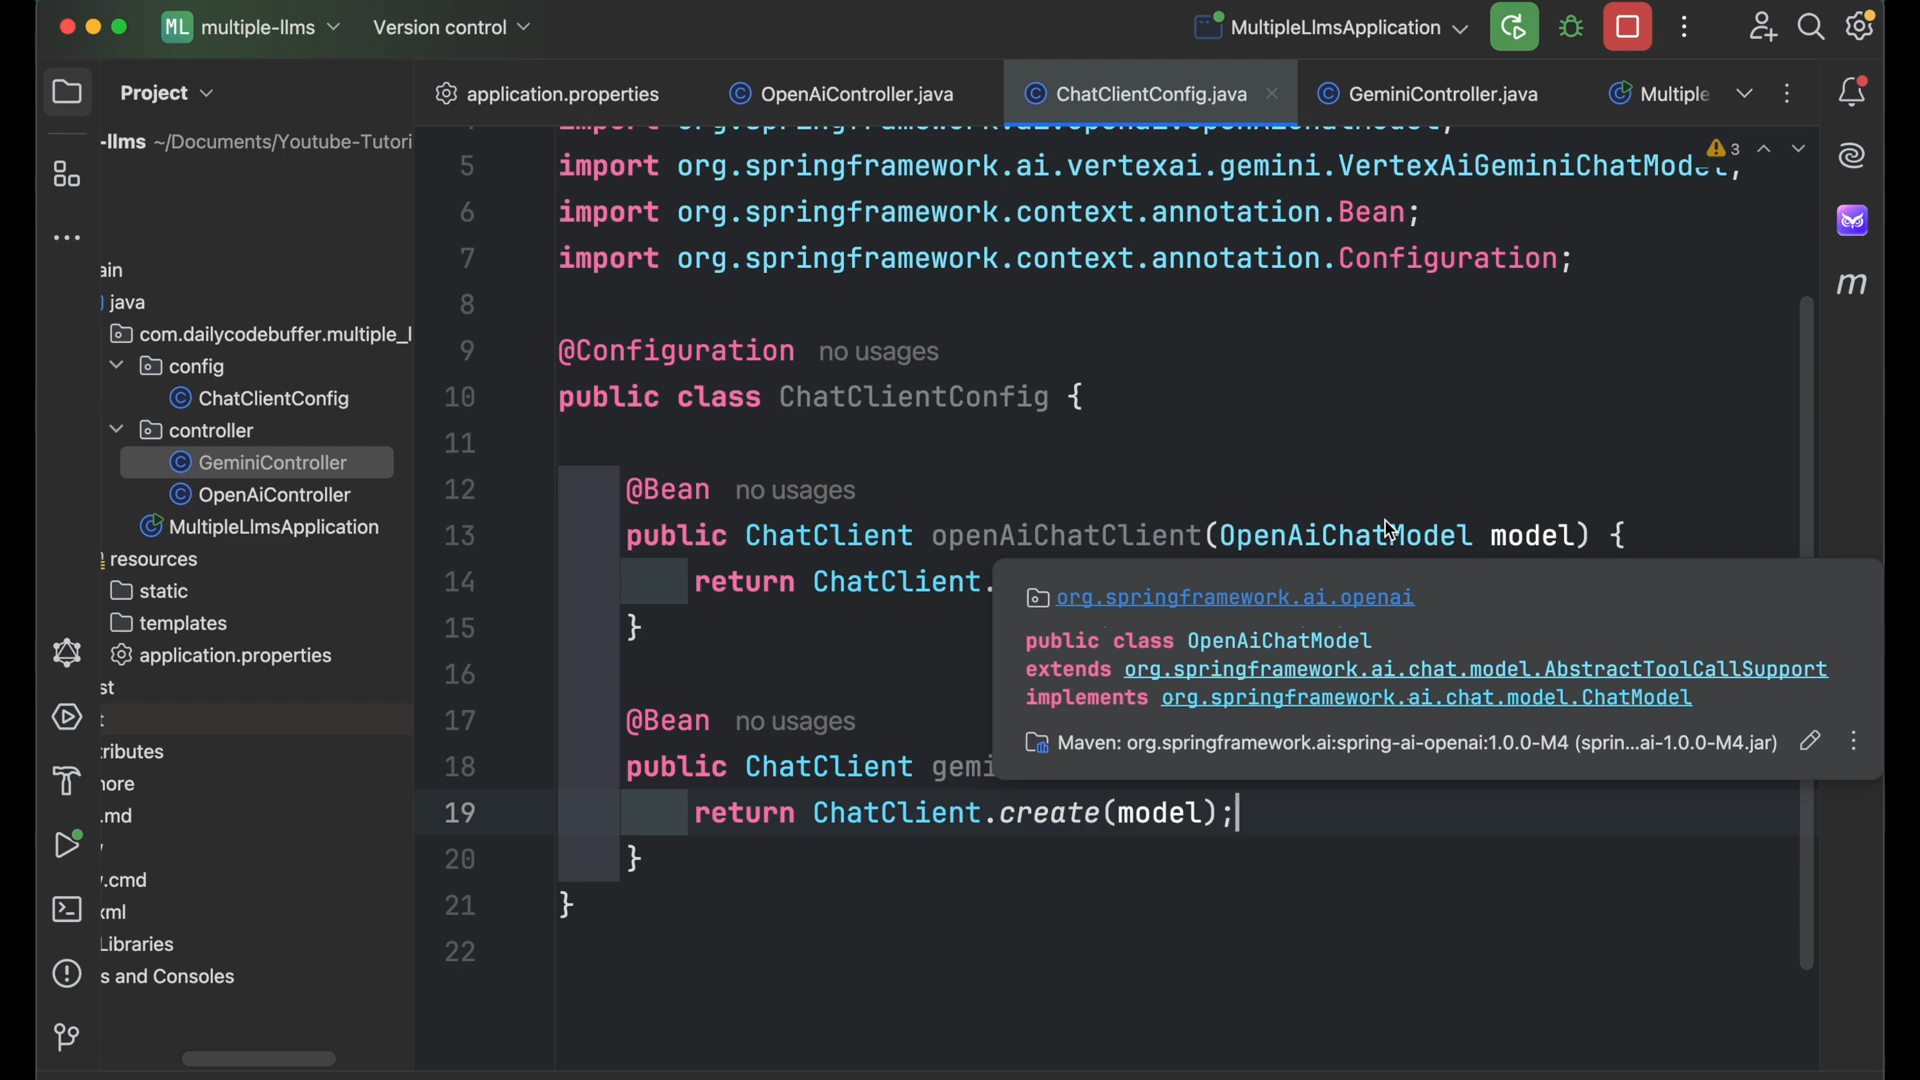 ML multiple-llms Version control MultipleLlmsApplication
Project
application.properties OpenAiController.java ChatClientConfig.java GeminiController.java Multiple
-llms ~/Documents/Youtube-Tutori
ain
java
com.dailycodebuffer.multiple_l
config
ChatClientConfig
controller
GeminiController
OpenAiController
MultipleLlmsApplication
resources
static
templates
application.properties
st
t
tributes
nore
.md
v.cmd
xml
Libraries
s and Consoles
3
5 import org.springframework.ai.vertexai.gemini.VertexAiGeminiChatModel;
6 import org.springframework.context.annotation.Bean;
7 import org.springframework.context.annotation.Configuration;
8
9 @Configuration no usages
10 public class ChatClientConfig {
11
12 @Bean no usages
13 public ChatClient openAiChatClient(OpenAiChatModel model) {
14 return ChatClient.
15 }
16
17 @Bean no usages
18 public ChatClient gemi
19 return ChatClient.create(model);
20 }
21 }
22
org.springframework.ai.openai
public class OpenAiChatModel
extends org.springframework.ai.chat.model.AbstractToolCallSupport
implements org.springframework.ai.chat.model.ChatModel
Maven: org.springframework.ai:spring-ai-openai:1.0.0-M4 (sprin...ai-1.0.0-M4.jar)
m